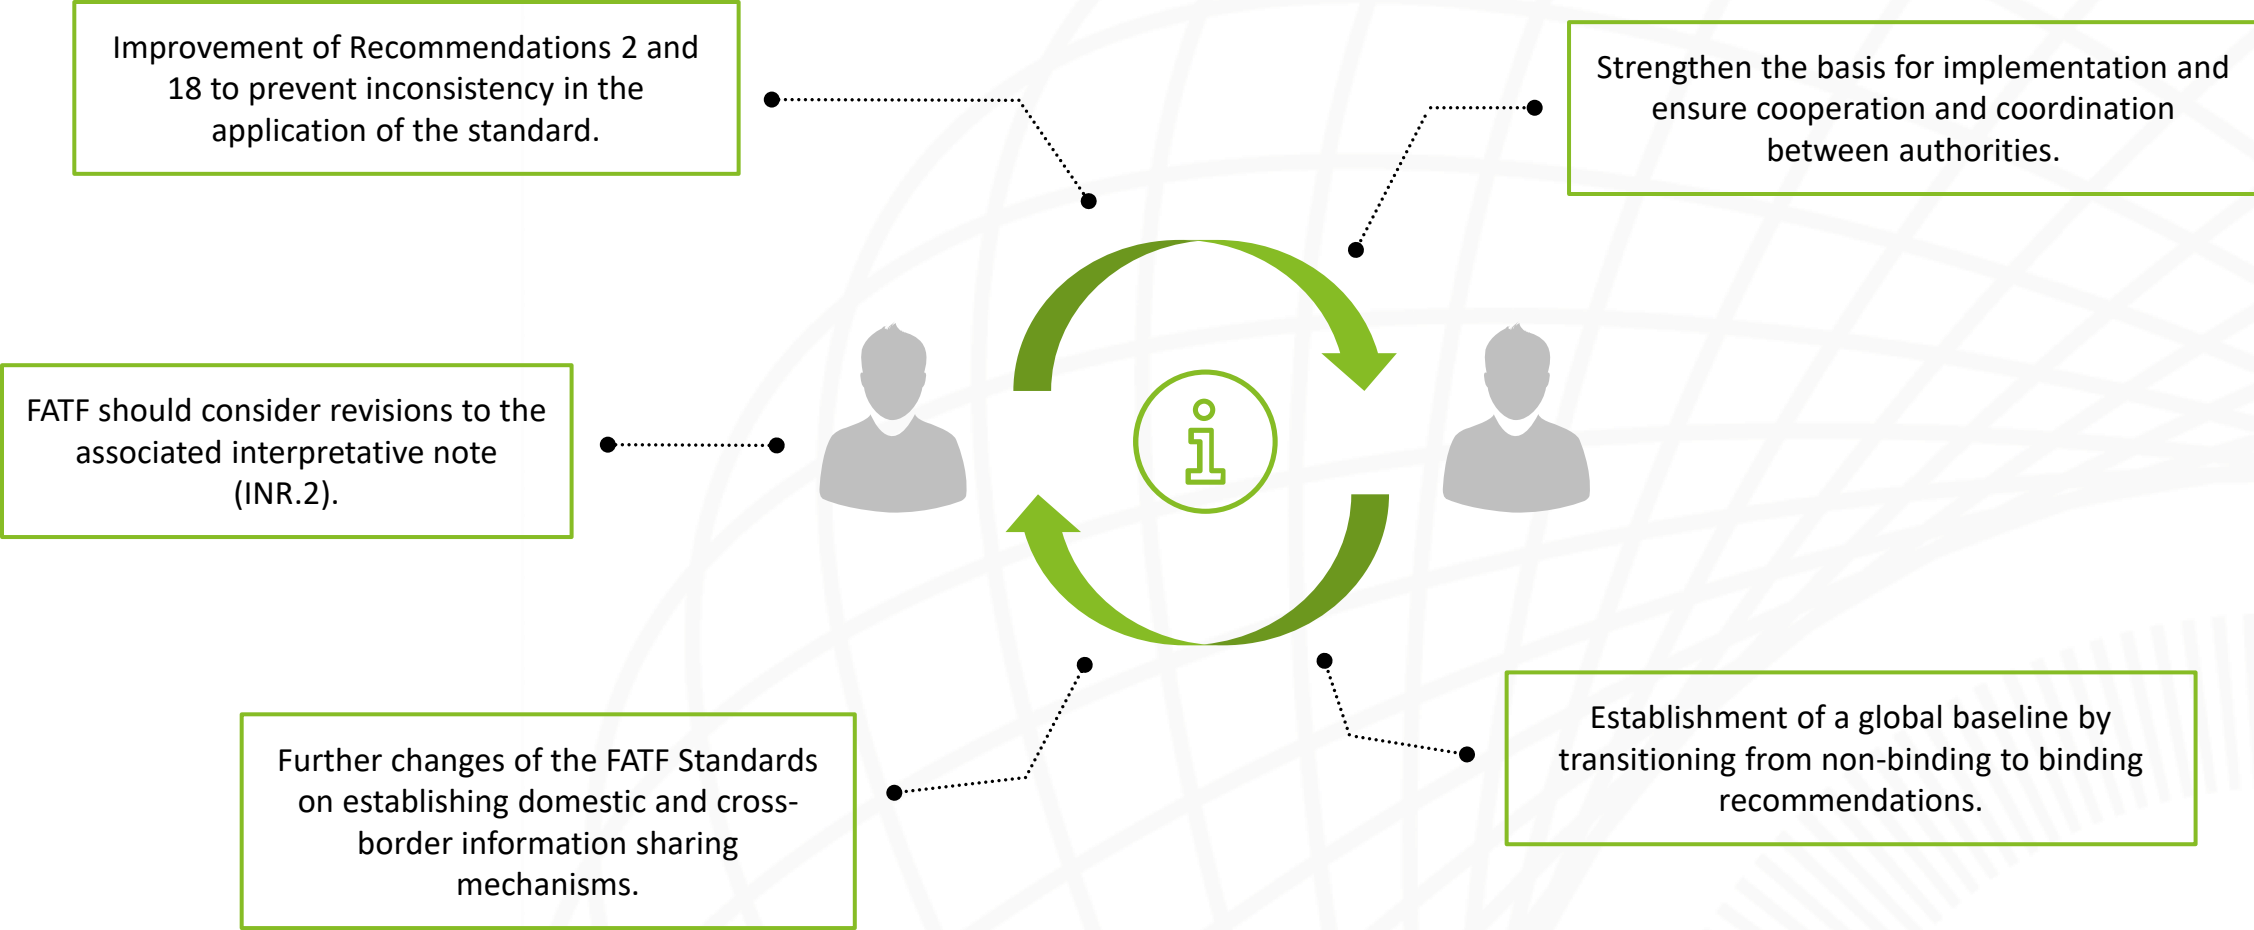 Improvement of Recommendations 2 and
18 to prevent inconsistency in the
application of the standard.
Strengthen the basis for implementation and
ensure cooperation and coordination
between authorities.
FATF should consider revisions to the
associated interpretative note
(INR.2).
Further changes of the FATF Standards
on establishing domestic and cross-
border information sharing
mechanisms.
Establishment of a global baseline by
transitioning from non-binding to binding
recommendations.